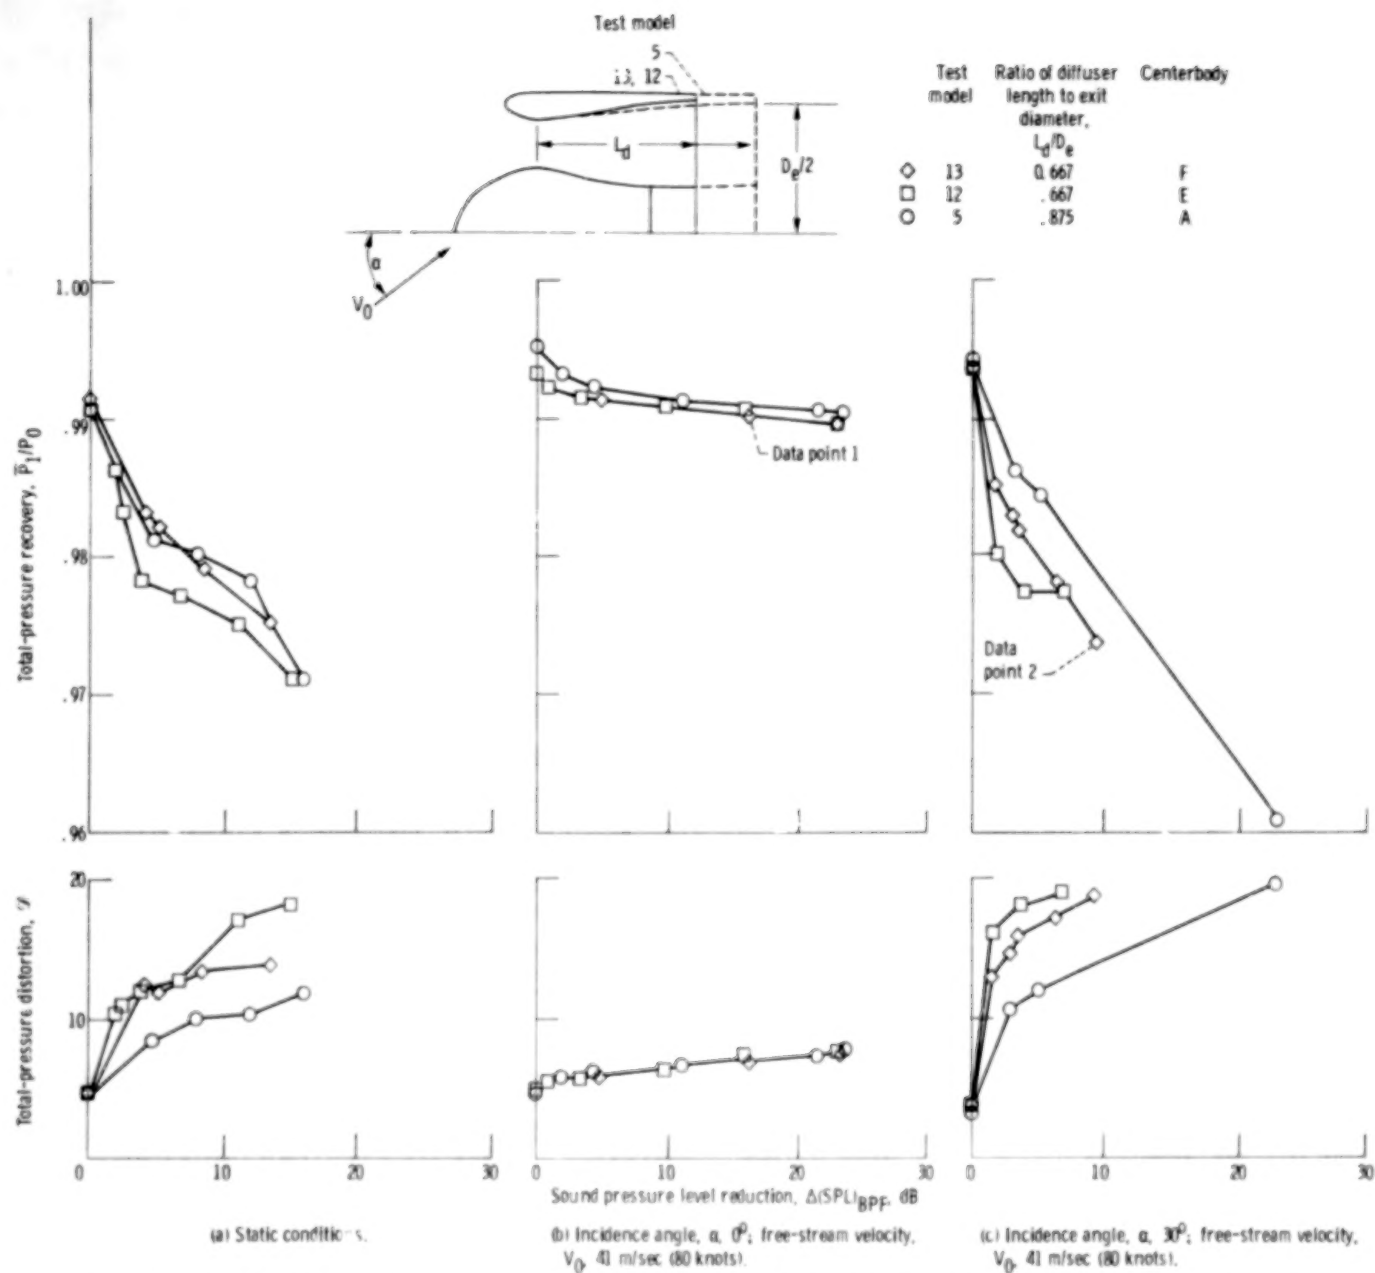 Test model
5
13, 12
L_d
D_e/2
α
V_0
Test model
Ratio of diffuser length to exit diameter, L_d/D_e
Centerbody
13 0.667 F
12 .667 E
5 .875 A
Total-pressure recovery, P̅_1/P_0
1.00
.99
.98
.97
.96
Data point 1
Data
point 2
Total-pressure distortion,
20
10
0 10 20 30
0 10 20 30
0 10 20 30
Sound pressure level reduction, Δ(SPL)_BPF, dB
(a) Static conditions.
(b) Incidence angle, α, 0°; free-stream velocity,
V_0, 41 m/sec (80 knots).
(c) Incidence angle, α, 30°; free-stream velocity,
V_0, 41 m/sec (80 knots).